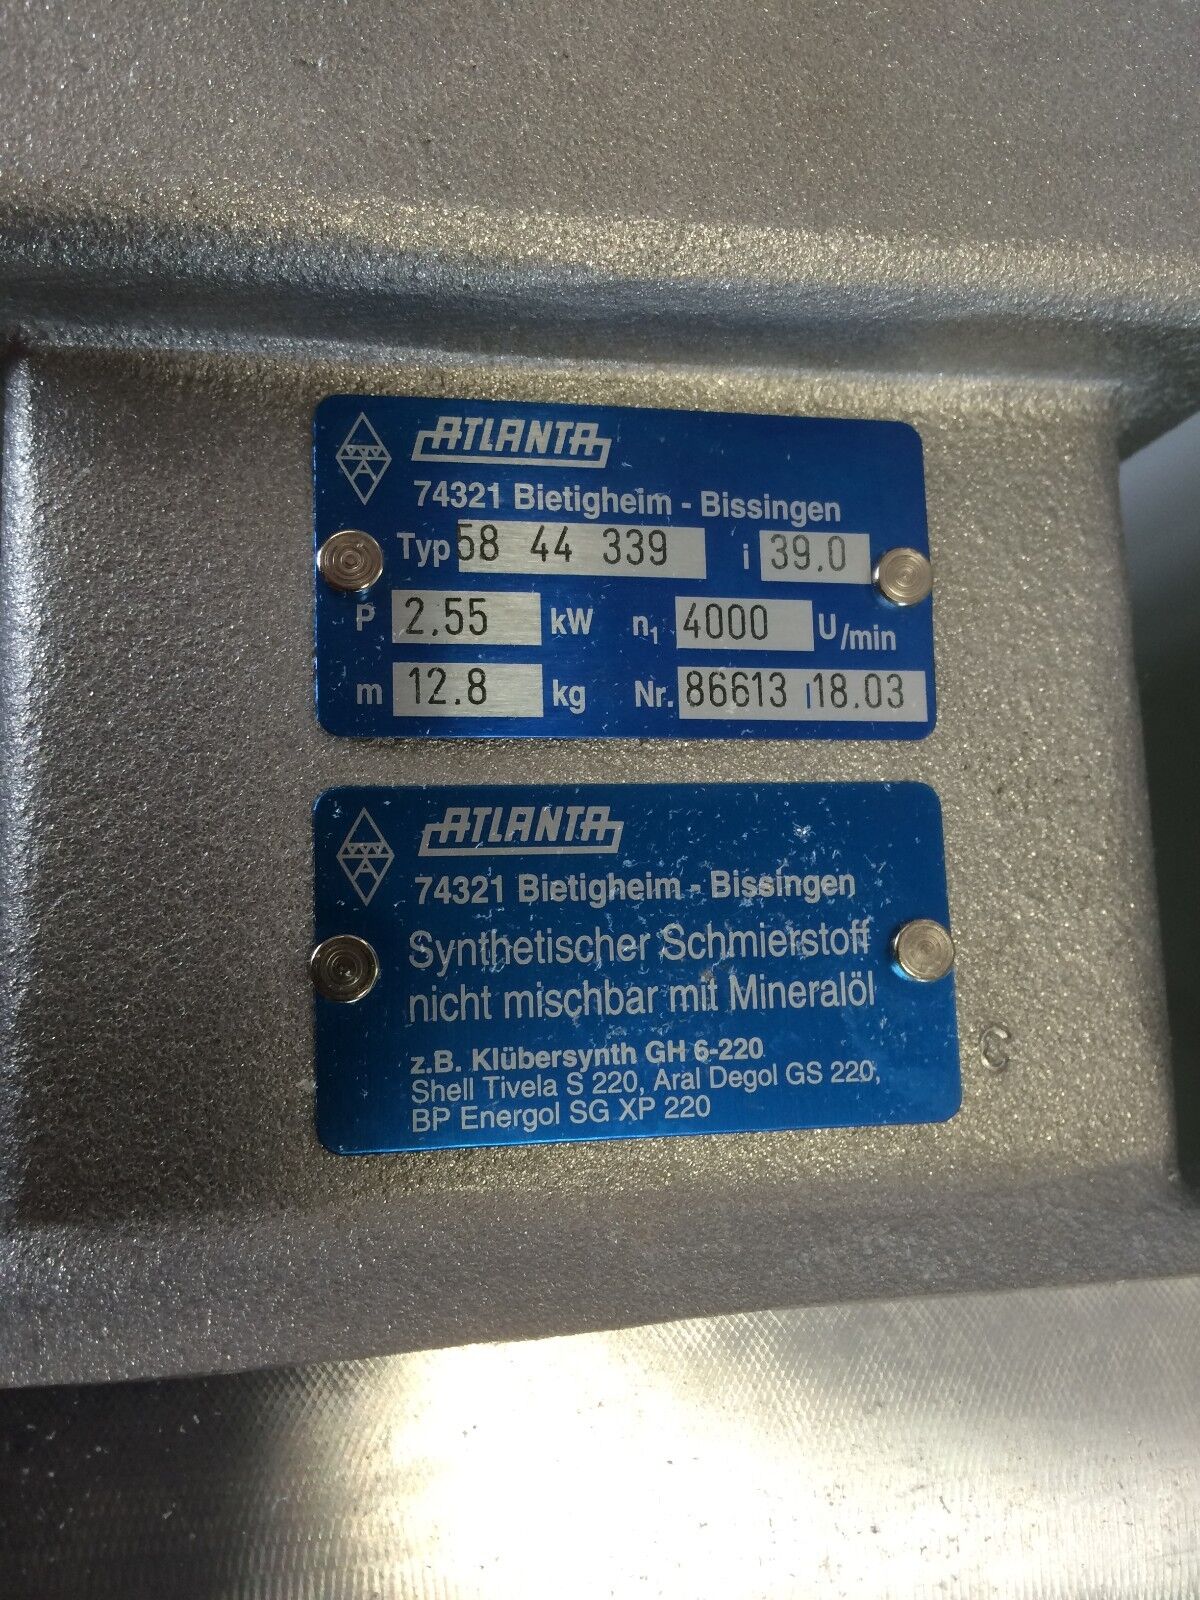 ATLANTA
74321 Bietigheim - Bissingen
Typ 58 44 339 i 39.0
P 2.55 kW n1 4000 U/min
m 12.8 kg Nr. 86613 18.03
ATLANTA
74321 Bietigheim - Bissingen
Synthetischer Schmierstoff
nicht mischbar mit Mineralöl
z.B. Klübersynth GH 6-220
Shell Tivela S 220, Aral Degol GS 220,
BP Energol SG XP 220
C